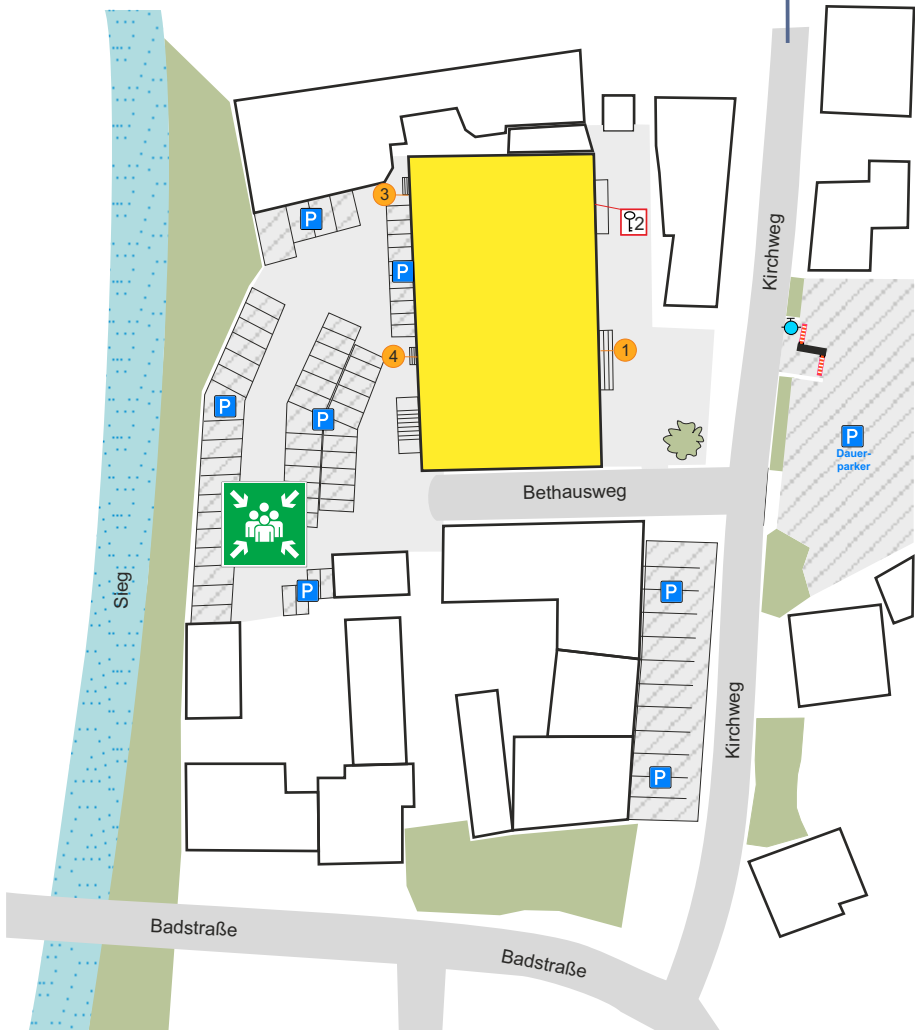 3
P
2
Kirchweg
P
4
1
P
P
P
Dauer-
parker
Bethausweg
Sieg
P
P
Kirchweg
P
Badstraße
Badstraße